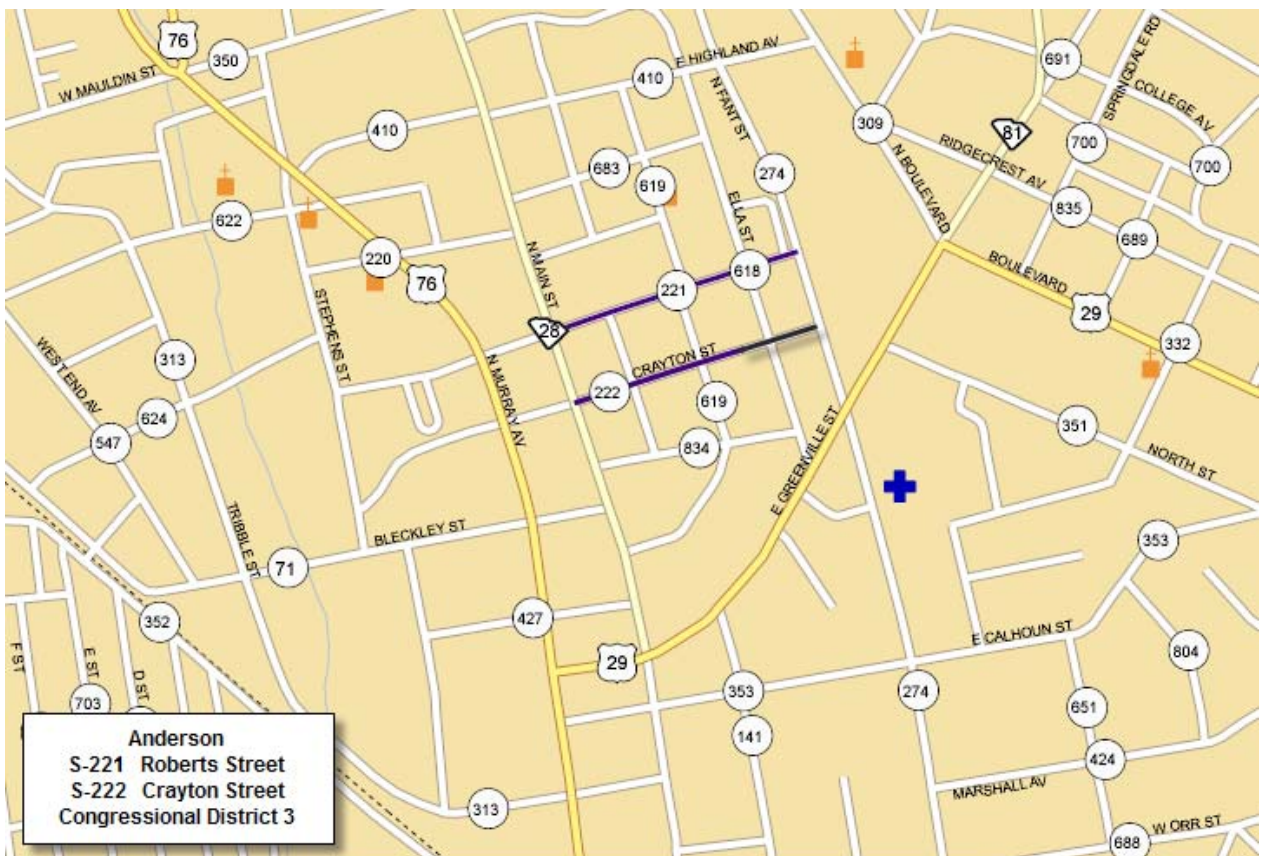 76
W MAULDIN ST
350
410
E HIGHLAND AV
410
N FANT ST
309
N BOULEVARD
RIDGECREST AV
81
691
SPRINGDALE RD
COLLEGE AV
700
700
835
689
683
619
274
ELLA ST
622
220
76
N MAIN ST
618
221
28
BOULEVARD
29
332
STEPHENS ST
WEST END AV
313
CRAYTON ST
222
619
N MURRAY AV
624
547
834
351
NORTH ST
E GREENVILLE ST
TRIBBLE ST
BLECKLEY ST
71
353
352
427
E CALHOUN ST
29
F ST
E ST
D ST
703
353
274
804
651
141
424
MARSHALL AV
313
W ORR ST
688
Anderson
S-221 Roberts Street
S-222 Crayton Street
Congressional District 3